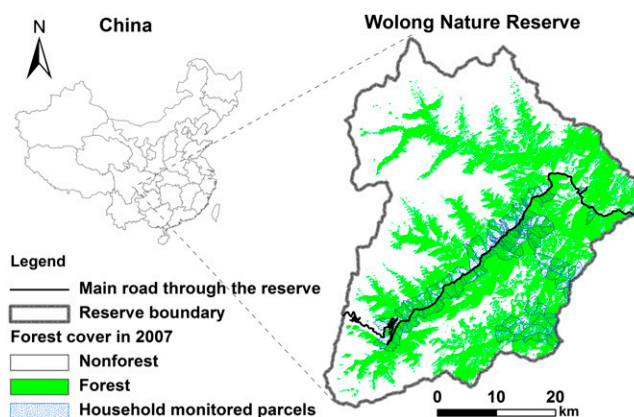 China
Wolong Nature Reserve
N
Legend
Main road through the reserve
Reserve boundary
Forest cover in 2007
Nonforest
Forest
Household monitored parcels
0 10 20
km